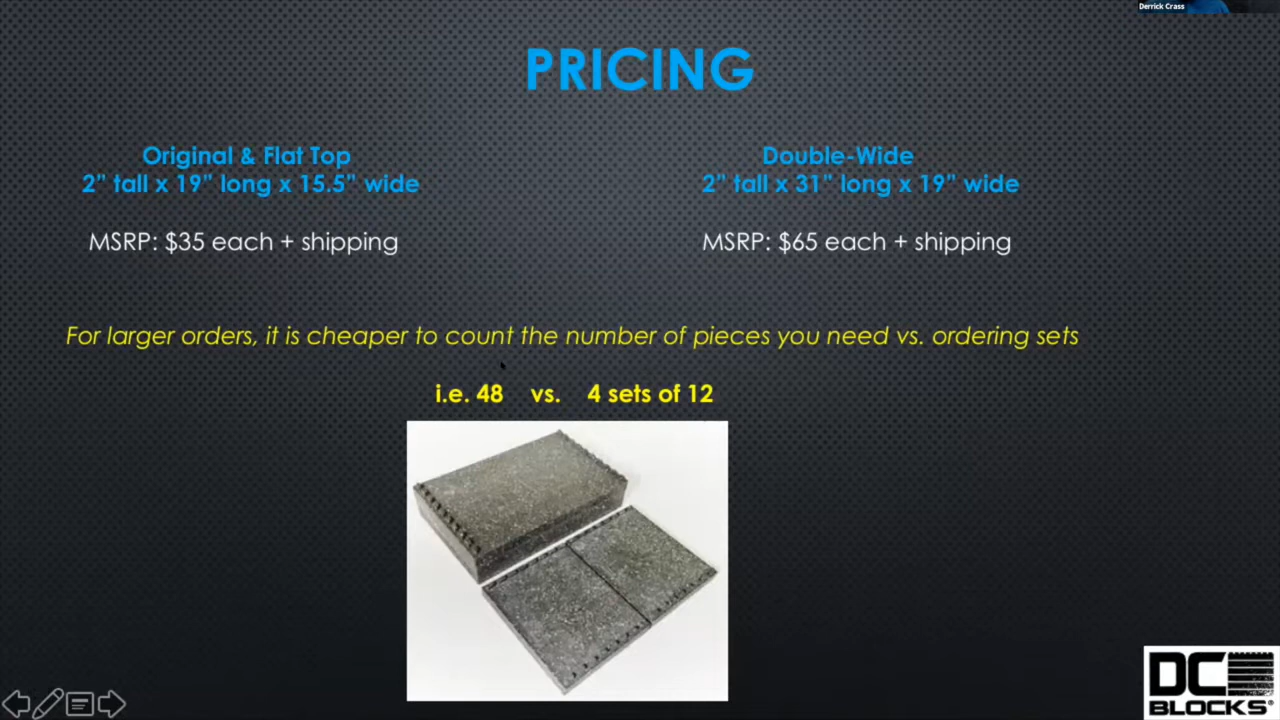 Derrick Crass
PRICING
Original & Flat Top
2” tall x 19” long x 15.5” wide
MSRP: $35 each + shipping
Double-Wide
2” tall x 31” long x 19” wide
MSRP: $65 each + shipping
For larger orders, it is cheaper to count the number of pieces you need vs. ordering sets
i.e. 48 vs. 4 sets of 12
DC
BLOCKS®